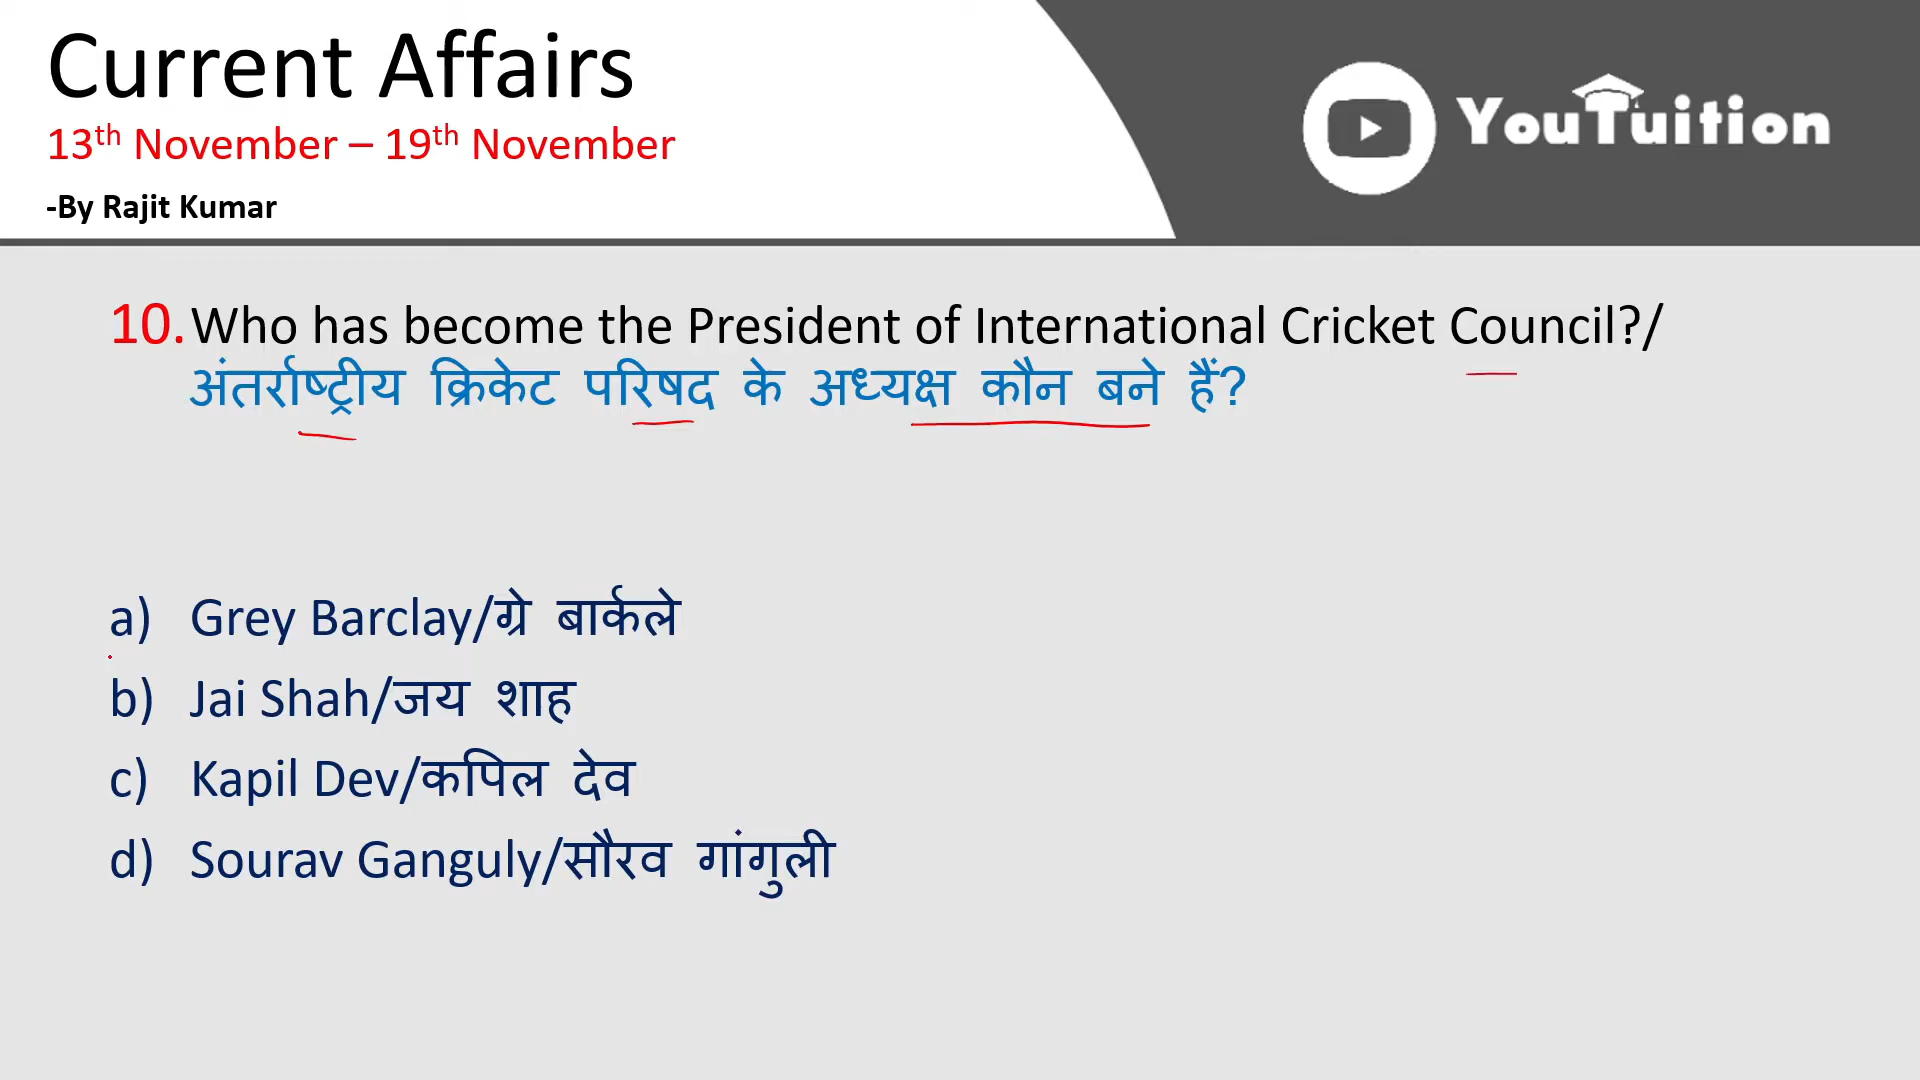 Current Affairs
13th November – 19th November
-By Rajit Kumar
YouTuition
10. Who has become the President of International Cricket Council?/
अंतर्राष्ट्रीय क्रिकेट परिषद के अध्यक्ष कौन बने हैं?
a) Grey Barclay/ग्रे बार्कले
b) Jai Shah/जय शाह
c) Kapil Dev/कपिल देव
d) Sourav Ganguly/सौरव गांगुली